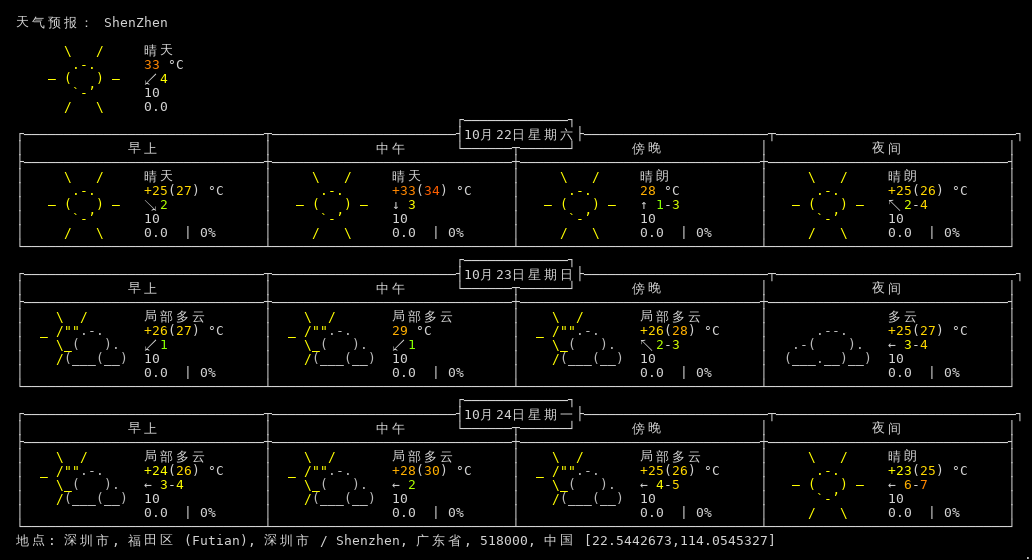 天气预报： ShenZhen
晴天
33 °C
↙ 4
10
0.0
10月22日星期六
早上 中午 傍晚 夜间
晴天 晴天 晴朗 晴朗
+25(27) °C +33(34) °C 28 °C +25(26) °C
↘ 2 ↓ 3 ↑ 1-3 ↖ 2-4
10 10 10 10
0.0 | 0% 0.0 | 0% 0.0 | 0% 0.0 | 0%
10月23日星期日
早上 中午 傍晚 夜间
局部多云 局部多云 局部多云 多云
+26(27) °C 29 °C +26(28) °C +25(27) °C
↙ 1 ↙ 1 ↖ 2-3 ← 3-4
10 10 10 10
0.0 | 0% 0.0 | 0% 0.0 | 0% 0.0 | 0%
10月24日星期一
早上 中午 傍晚 夜间
局部多云 局部多云 局部多云 晴朗
+24(26) °C +28(30) °C +25(26) °C +23(25) °C
← 3-4 ← 2 ← 4-5 ← 6-7
10 10 10 10
0.0 | 0% 0.0 | 0% 0.0 | 0% 0.0 | 0%
地点: 深圳市, 福田区 (Futian), 深圳市 / Shenzhen, 广东省, 518000, 中国 [22.5442673,114.0545327]